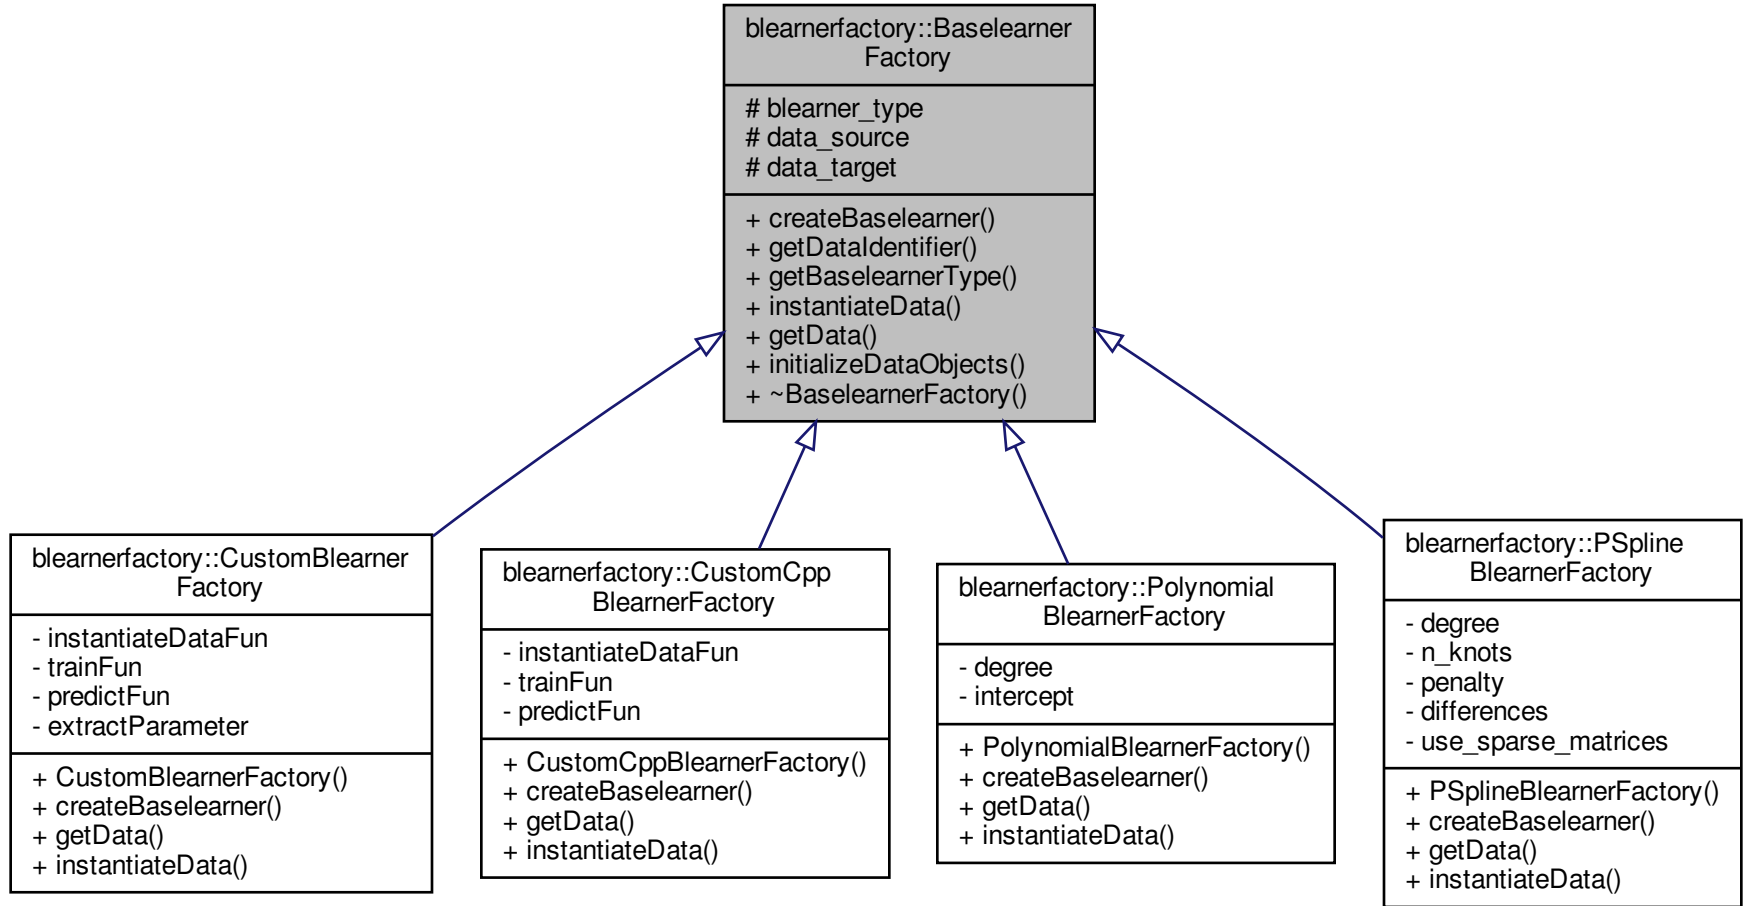 blearnerfactory::Baselearner
Factory
# blearner_type
# data_source
# data_target
+ createBaselearner()
+ getDataIdentifier()
+ getBaselearnerType()
+ instantiateData()
+ getData()
+ initializeDataObjects()
+ ~BaselearnerFactory()
blearnerfactory::CustomBlearner
Factory
- instantiateDataFun
- trainFun
- predictFun
- extractParameter
+ CustomBlearnerFactory()
+ createBaselearner()
+ getData()
+ instantiateData()
blearnerfactory::CustomCpp
BlearnerFactory
- instantiateDataFun
- trainFun
- predictFun
+ CustomCppBlearnerFactory()
+ createBaselearner()
+ getData()
+ instantiateData()
blearnerfactory::Polynomial
BlearnerFactory
- degree
- intercept
+ PolynomialBlearnerFactory()
+ createBaselearner()
+ getData()
+ instantiateData()
blearnerfactory::PSpline
BlearnerFactory
- degree
- n_knots
- penalty
- differences
- use_sparse_matrices
+ PSplineBlearnerFactory()
+ createBaselearner()
+ getData()
+ instantiateData()